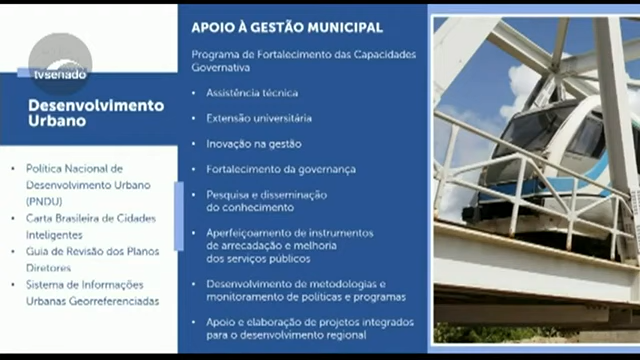 tvsenado
Desenvolvimento
Urbano
• Política Nacional de
Desenvolvimento Urbano
(PNDU)
• Carta Brasileira de Cidades
Inteligentes
• Guia de Revisão dos Planos
Diretores
• Sistema de Informações
Urbanas Georreferenciadas
APOIO À GESTÃO MUNICIPAL
Programa de Fortalecimento das Capacidades
Governativa
• Assistência técnica
• Extensão universitária
• Inovação na gestão
• Fortalecimento da governança
• Pesquisa e disseminação
do conhecimento
• Aperfeiçoamento de instrumentos
de arrecadação e melhoria
dos serviços públicos
• Desenvolvimento de metodologias e
monitoramento de políticas e programas
• Apoio e elaboração de projetos integrados
para o desenvolvimento regional